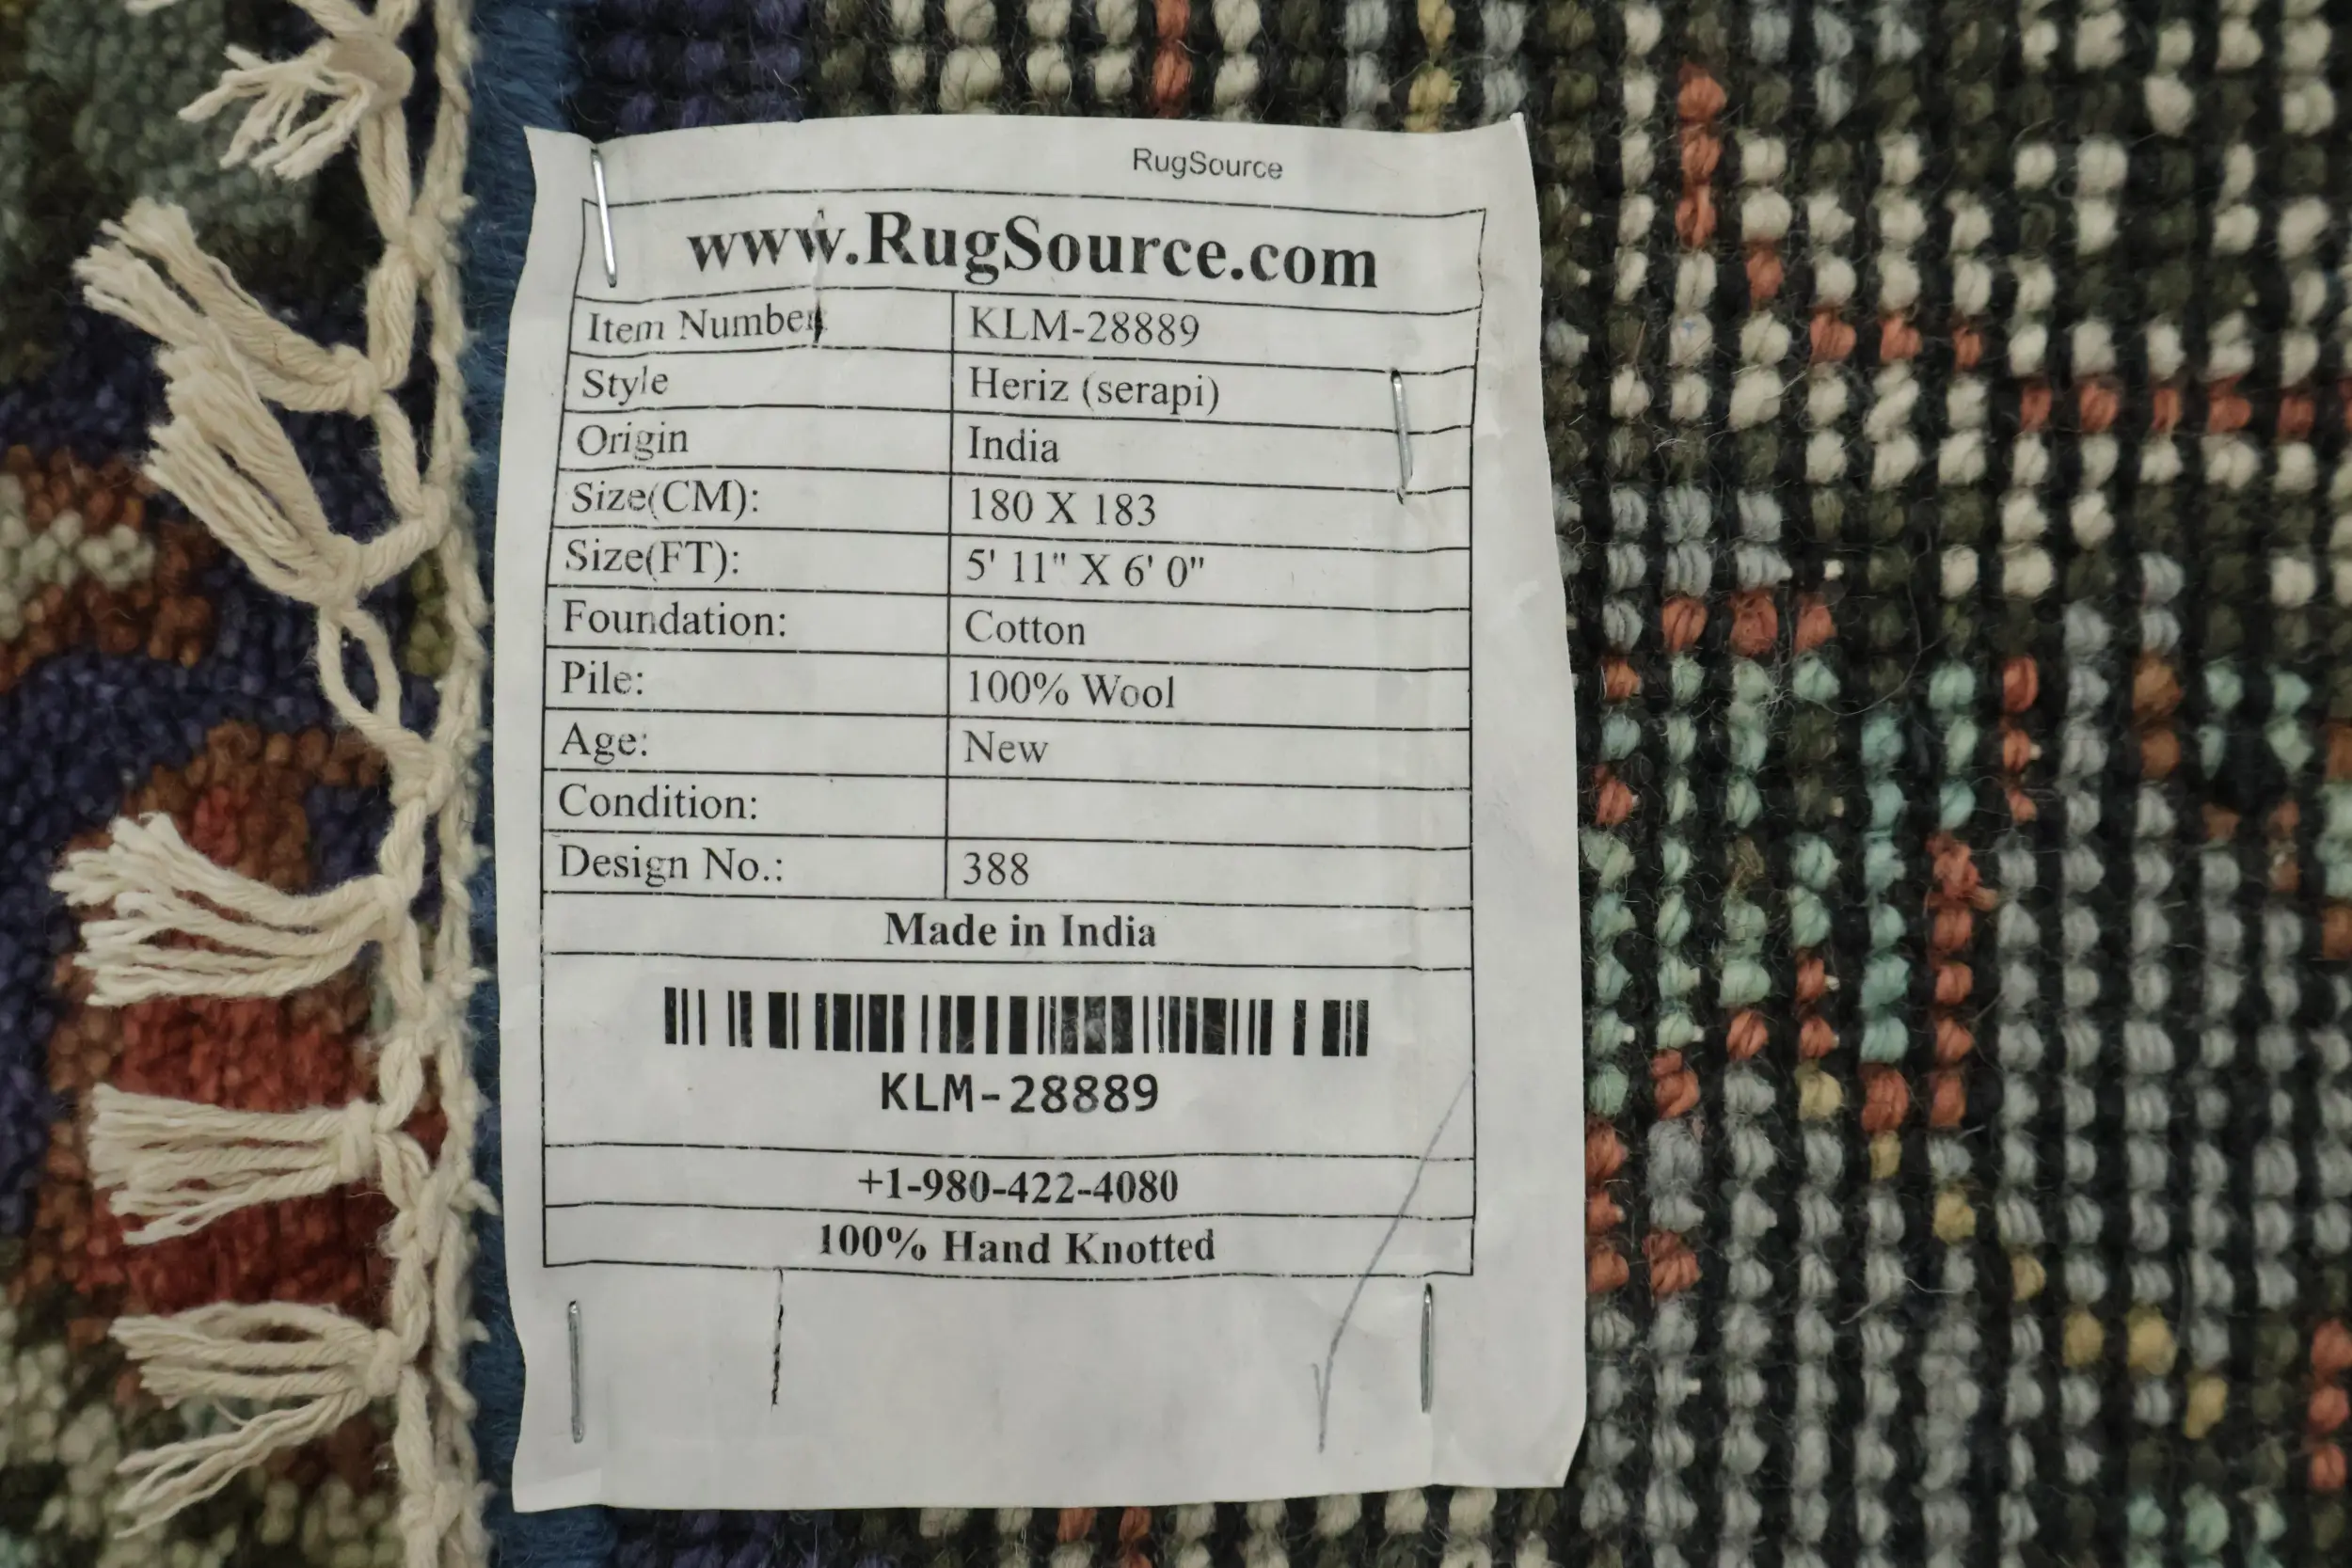 RugSource
www.RugSource.com
Item Number: KLM-28889
Style Heriz (serapi)
Origin India
Size(CM): 180 X 183
Size(FT): 5' 11" X 6' 0"
Foundation: Cotton
Pile: 100% Wool
Age: New
Condition:
Design No.: 388
Made in India
KLM-28889
+1-980-422-4080
100% Hand Knotted